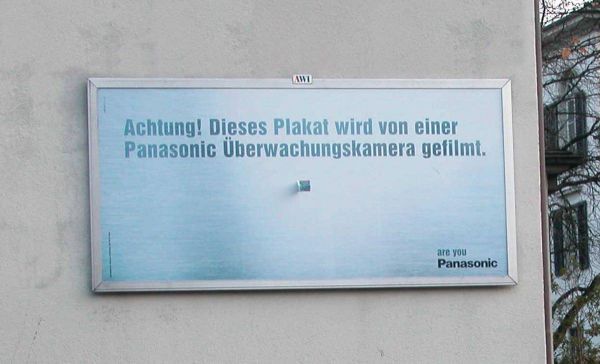 AWI
Achtung! Dieses Plakat wird von einer
Panasonic Überwachungskamera gefilmt.
are you
Panasonic